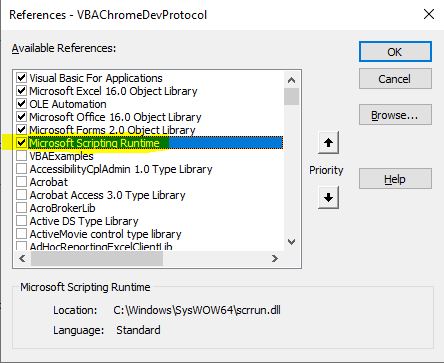 References - VBAChromeDevProtocol
Available References:
Visual Basic For Applications
Microsoft Excel 16.0 Object Library
OLE Automation
Microsoft Office 16.0 Object Library
Microsoft Forms 2.0 Object Library
Microsoft Scripting Runtime
VBAExamples
AccessibilityCplAdmin 1.0 Type Library
Acrobat
Acrobat Access 3.0 Type Library
AcroBrokerLib
Active DS Type Library
ActiveMovie control type library
AdHocReportingExcelClientLib
OK
Cancel
Browse...
Priority
Help
Microsoft Scripting Runtime
Location: C:\Windows\SysWOW64\scrrun.dll
Language: Standard